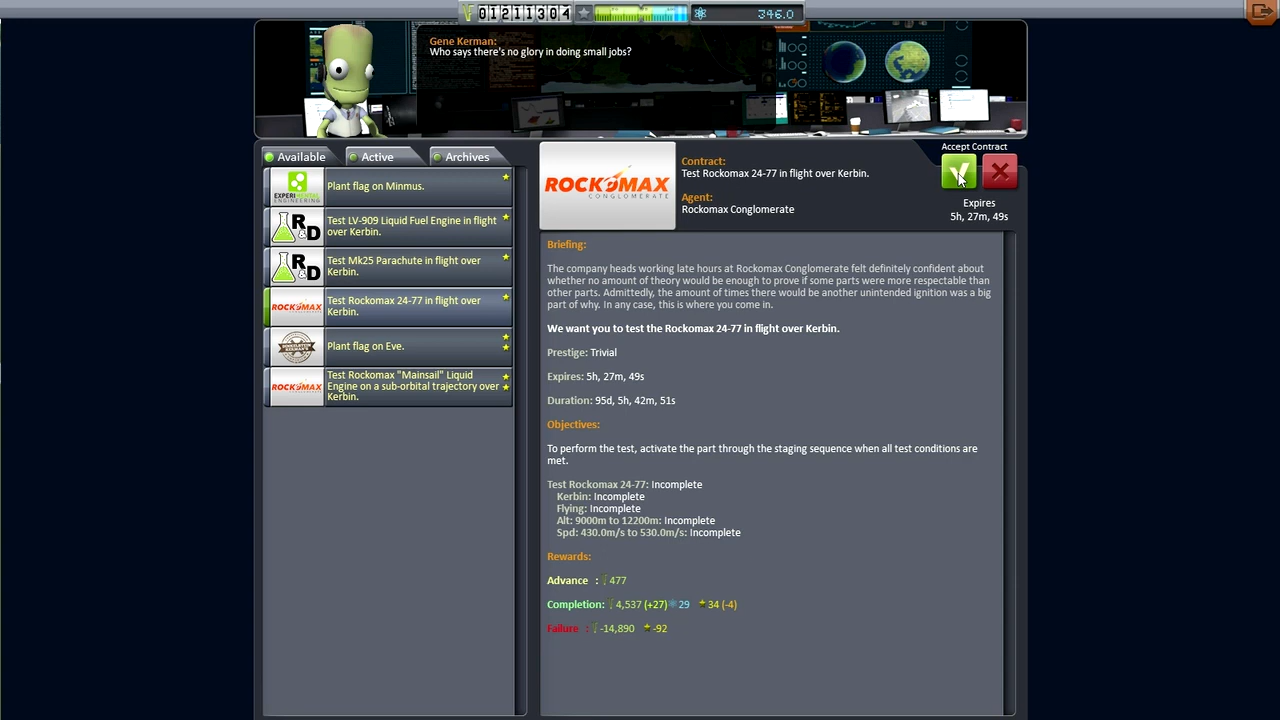 01211304
346.0
Gene Kerman:
Who says there's no glory in doing small jobs?
Available
Active
Archives
EXPERIMENTAL
ENGINEERING
Plant flag on Minmus.
R&D
Test LV-909 Liquid Fuel Engine in flight
over Kerbin.
R&D
Test Mk25 Parachute in flight over
Kerbin.
ROCKOMAX
Test Rockomax 24-77 in flight over
Kerbin.
Plant flag on Eve.
ROCKOMAX
Test Rockomax "Mainsail" Liquid
Engine on a sub-orbital trajectory over
Kerbin.
ROCKOMAX
CONGLOMERATE
Contract:
Test Rockomax 24-77 in flight over Kerbin.
Agent:
Rockomax Conglomerate
Accept Contract
Expires
5h, 27m, 49s
Briefing:
The company heads working late hours at Rockomax Conglomerate felt definitely confident about
whether no amount of theory would be enough to prove if some parts were more respectable than
other parts. Admittedly, the amount of times there would be another unintended ignition was a big
part of why. In any case, this is where you come in.
We want you to test the Rockomax 24-77 in flight over Kerbin.
Prestige: Trivial
Expires: 5h, 27m, 49s
Duration: 95d, 5h, 42m, 51s
Objectives:
To perform the test, activate the part through the staging sequence when all test conditions are
met.
Test Rockomax 24-77: Incomplete
Kerbin: Incomplete
Flying: Incomplete
Alt: 9000m to 12200m: Incomplete
Spd: 430.0m/s to 530.0m/s: Incomplete
Rewards:
Advance : 477
Completion: 4,537 (+27) 29 34 (-4)
Failure : -14,890 -92